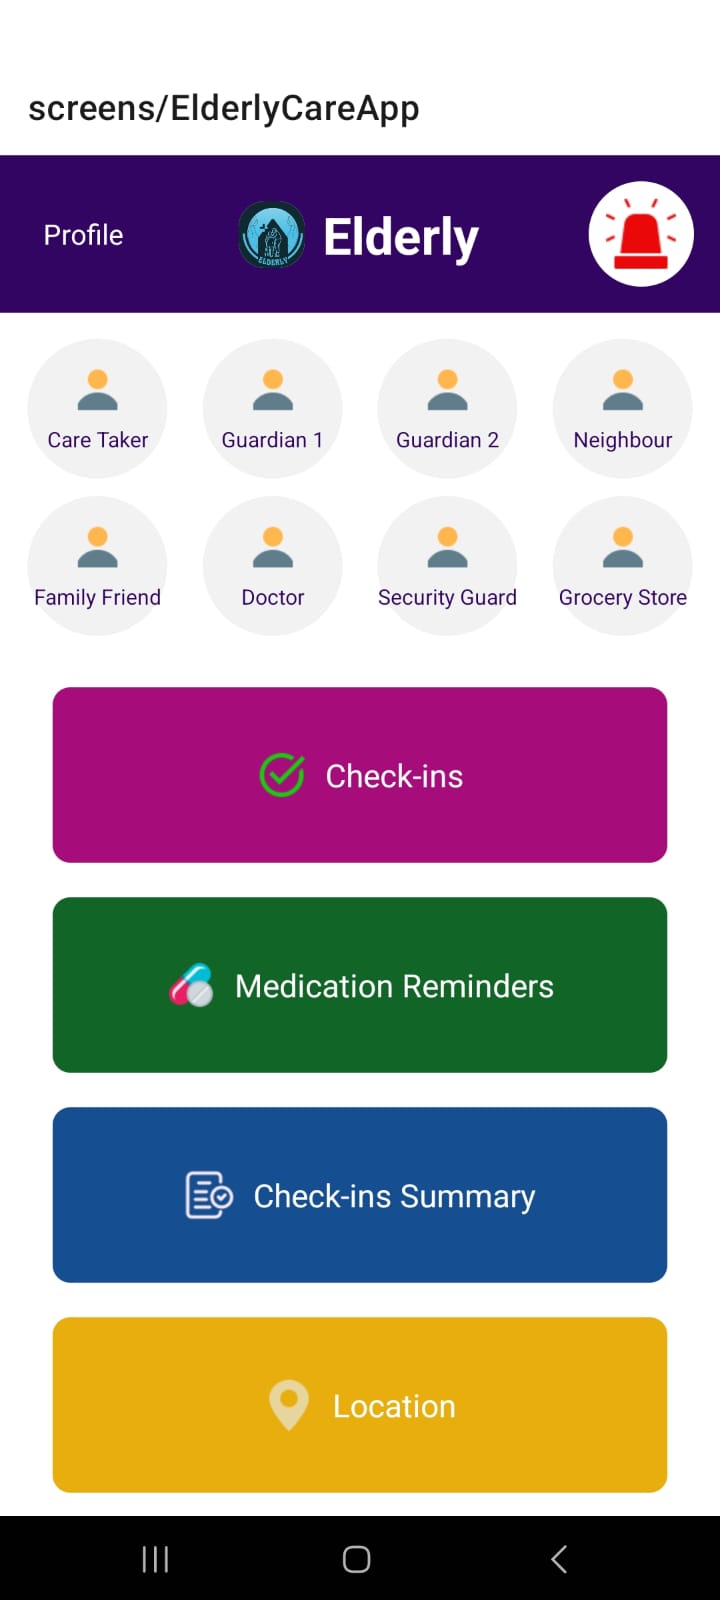 screens/ElderlyCareApp
Profile
ELDERLY
Elderly
Care Taker
Guardian 1
Guardian 2
Neighbour
Family Friend
Doctor
Security Guard
Grocery Store
Check-ins
Medication Reminders
Check-ins Summary
Location